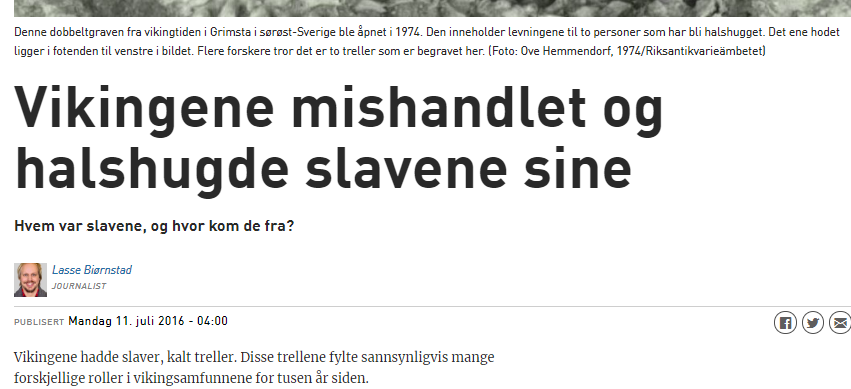 Denne dobbeltgraven fra vikingtiden i Grimsta i sørøst-Sverige ble åpnet i 1974. Den inneholder levningene til to personer som har bli halshugget. Det ene hodet
ligger i fotenden til venstre i bildet. Flere forskere tror det er to treller som er begravet her. (Foto: Ove Hemmendorf, 1974/Riksantikvarieämbetet)
Vikingene mishandlet og
halshugde slavene sine
Hvem var slavene, og hvor kom de fra?
Lasse Biørnstad
JOURNALIST
PUBLISERT Mandag 11. juli 2016 - 04:00
Vikingene hadde slaver, kalt treller. Disse trellene fylte sannsynligvis mange
forskjellige roller i vikingsamfunnene for tusen år siden.